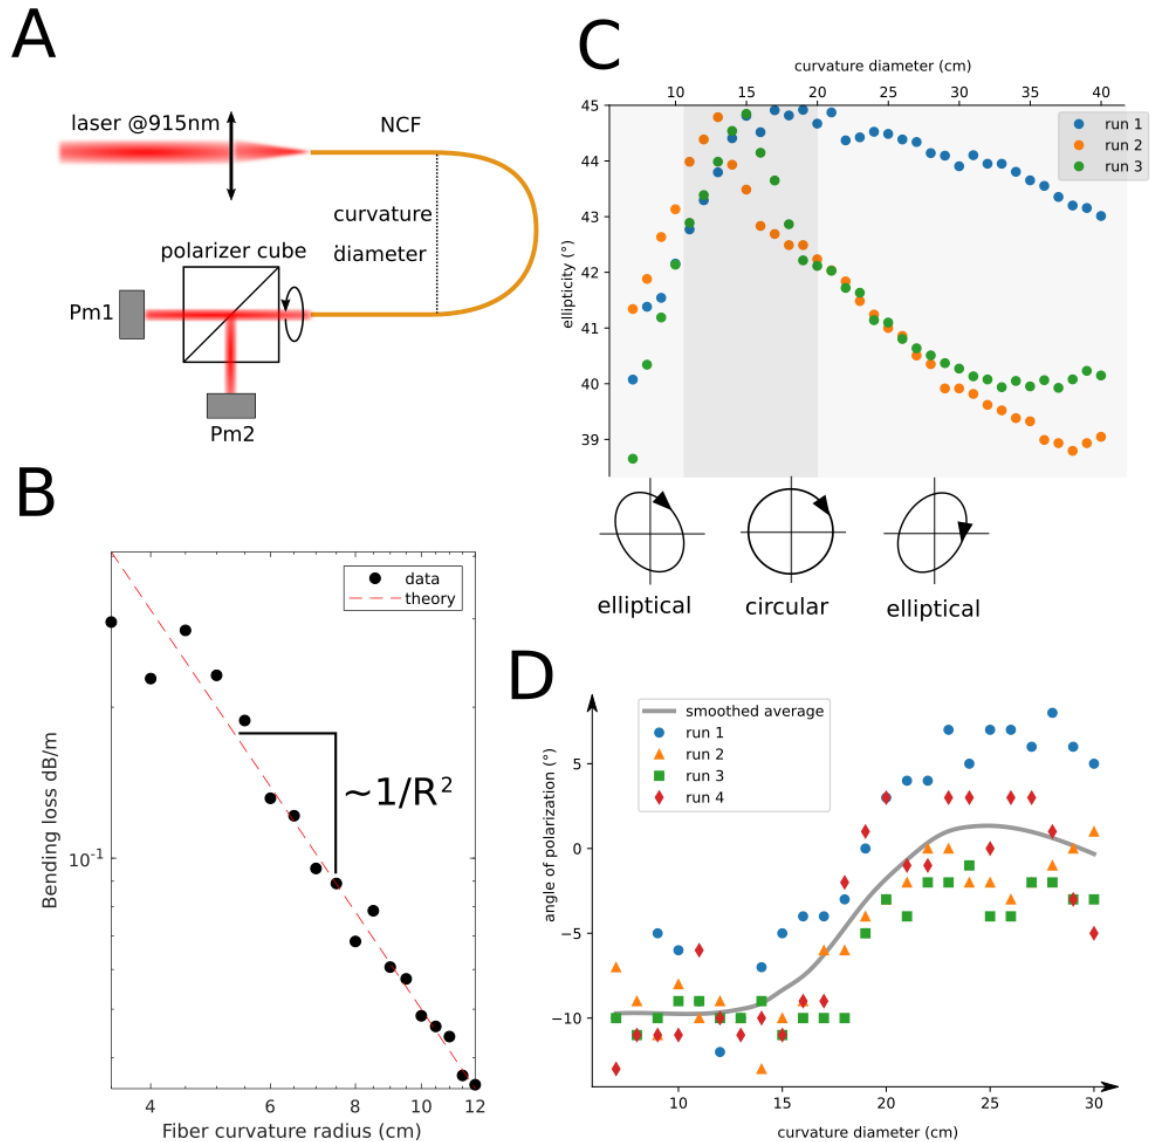 A
laser @915nm
NCF
curvature
diameter
polarizer cube
Pm1
Pm2
B
Bending loss dB/m
10⁻¹
data
theory
~1/R²
4
6
8
10
12
Fiber curvature radius (cm)
C
curvature diameter (cm)
10
15
20
25
30
35
40
ellipticity (°)
45
44
43
42
41
40
39
run 1
run 2
run 3
elliptical
circular
elliptical
D
smoothed average
run 1
run 2
run 3
run 4
angle of polarization (°)
5
0
−5
−10
10
15
20
25
30
curvature diameter (cm)